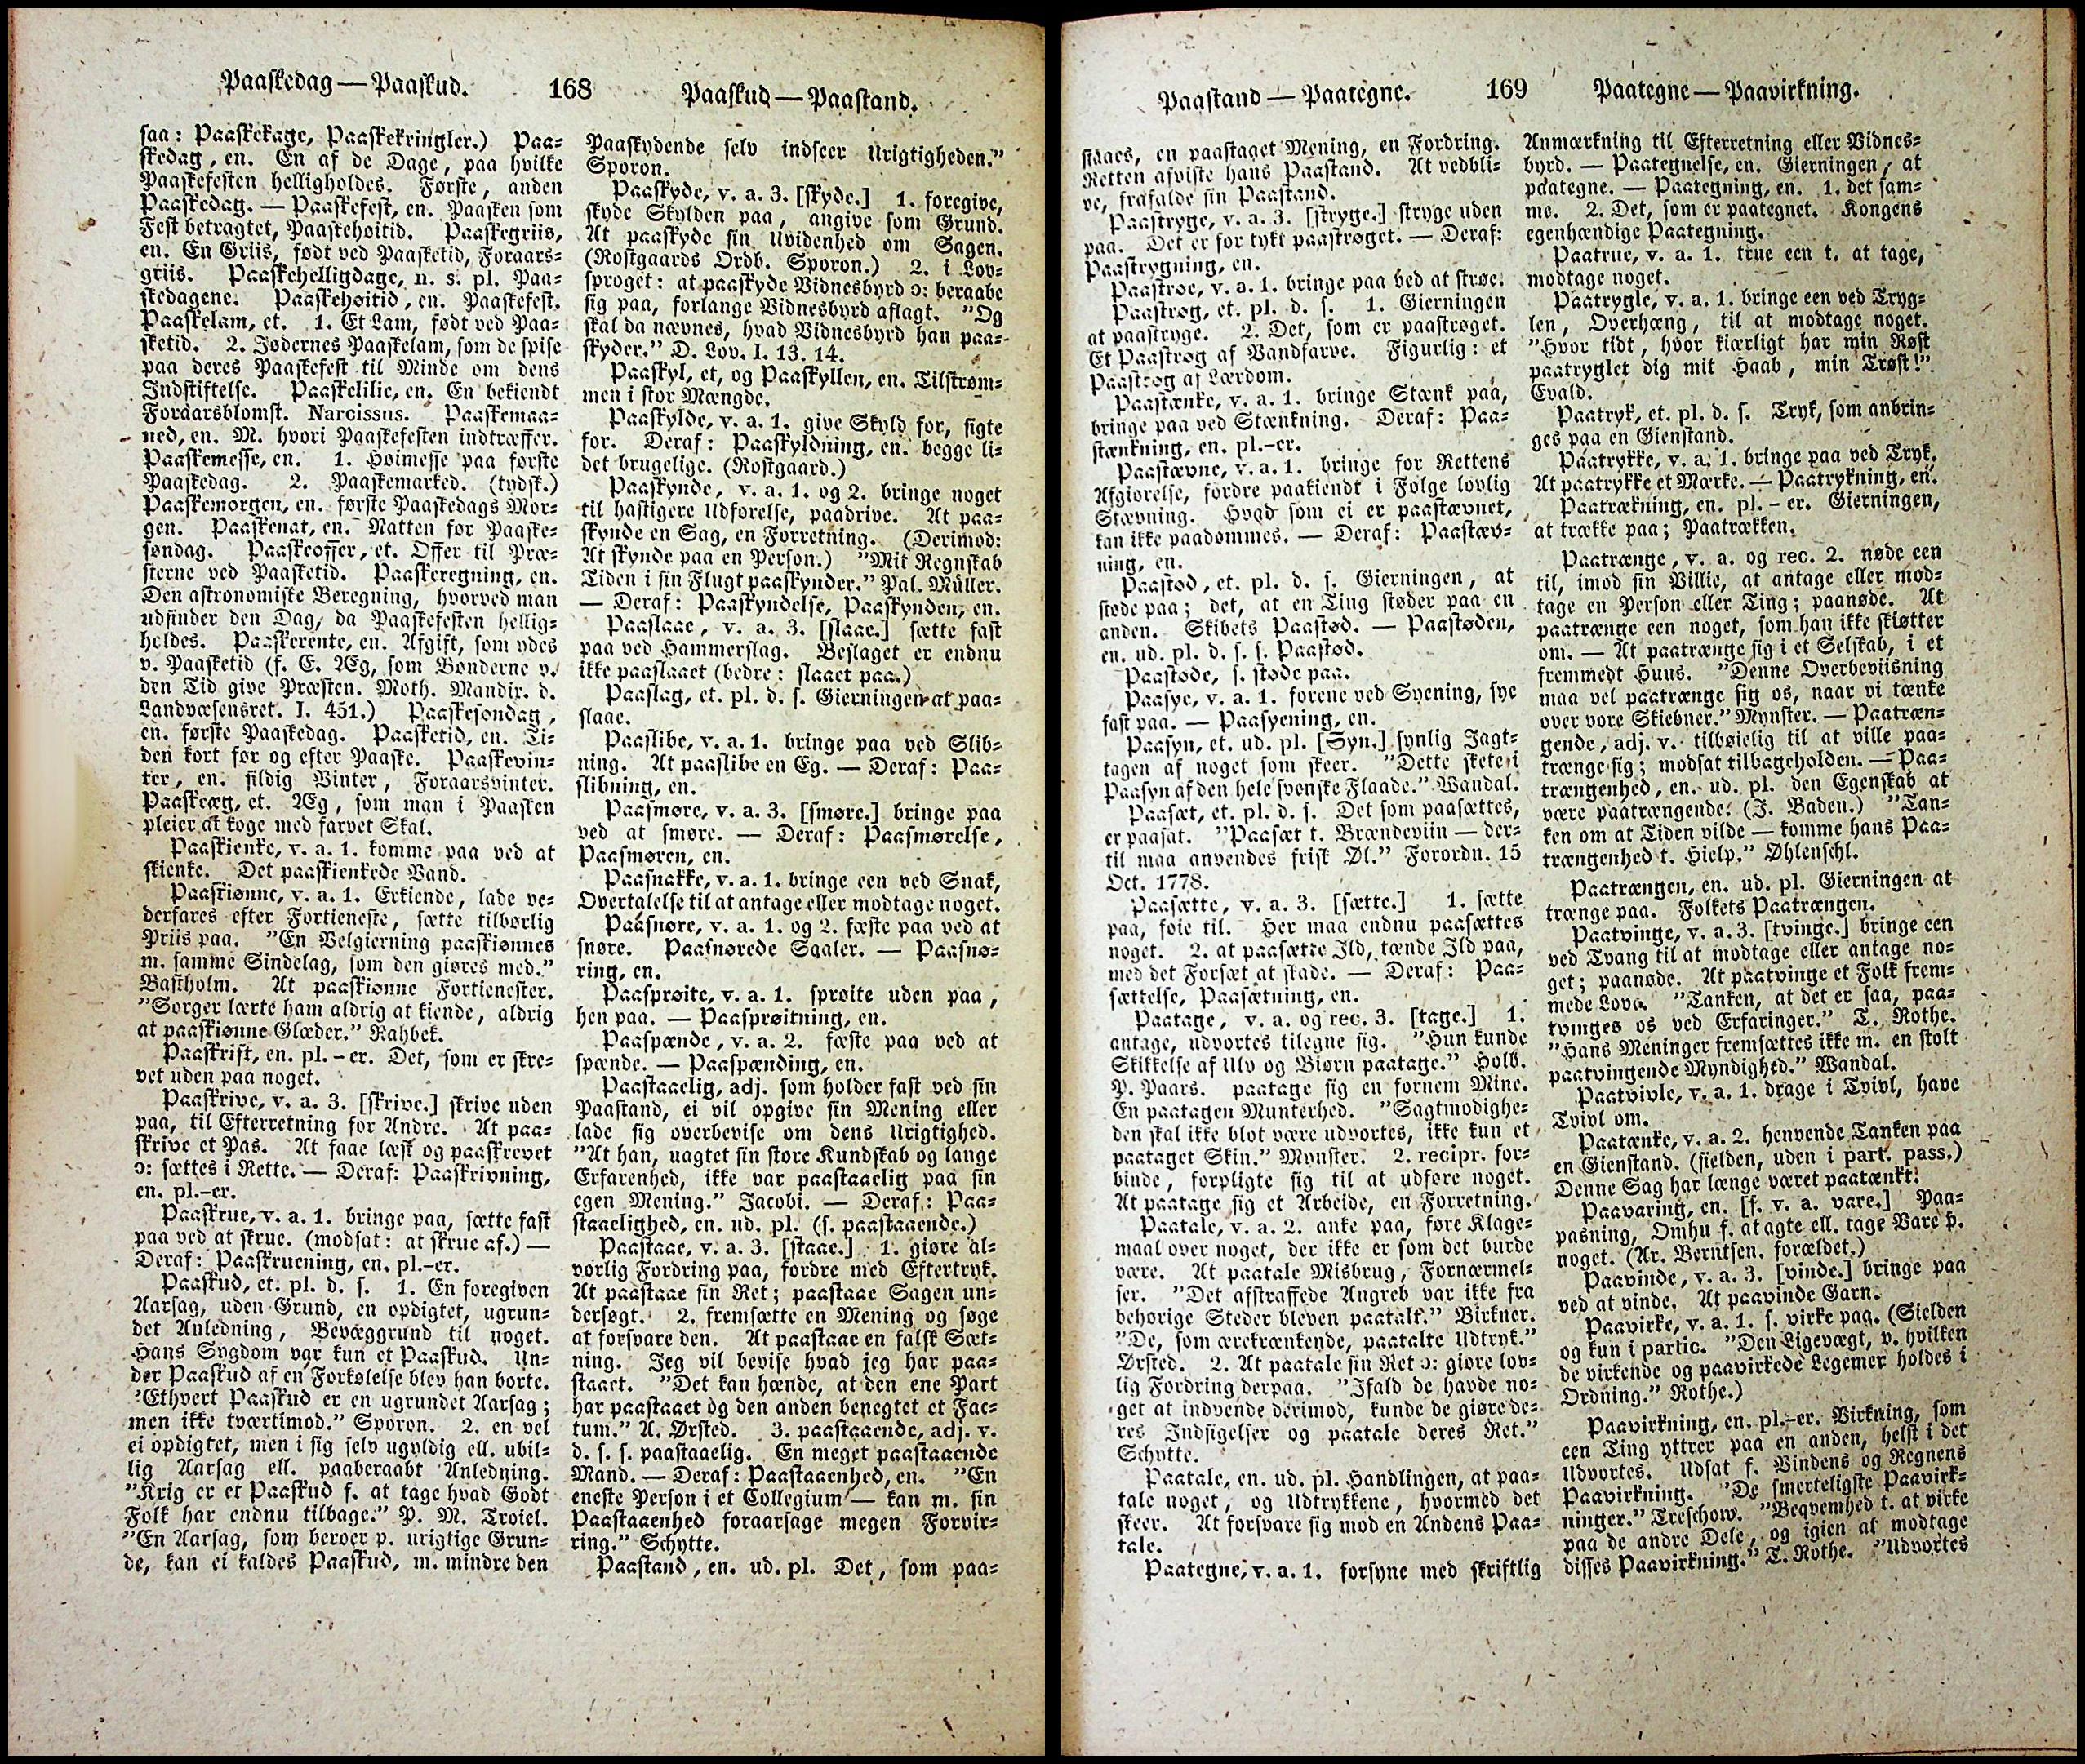 Paaskedag — Paaskud.
168
Paaskud — Paastand.
saa: Paaskekage, Paaskekringler.) Paa-
skedag, en. En af de Dage, paa hvilke
Paaskefesten helligholdes. Første, anden
Paaskedag. — Paaskefest, en. Paasken som
Fest betragtet, Paaskehøitid. Paaskegriis,
en. En Griis, født ved Paasketid, Foraars-
griis. Paaskehelligdage, n. s. pl. Paa-
skedagene. Paaskehøitid, en. Paaskefest.
Paaskelam, et. 1. Et Lam, født ved Paa-
sketid. 2. Jødernes Paaskelam, som de spise
paa deres Paaskefest til Minde om dens
Indstiftelse. Paaskelilie, en. En bekiendt
Foraarsblomst. Narcissus. Paaskemaa-
ned, en. M. hvori Paaskefesten indtræffer.
Paaskemesse, en. 1. Høimesse paa første
Paaskedag. 2. Paaskemarked. (tydsk.)
Paaskemorgen, en. første Paaskedags Mor-
gen. Paaskenat, en. Natten før Paaske-
søndag. Paaskeoffer, et. Offer til Præ-
sterne ved Paasketid. Paaskeregning, en.
Den astronomiske Beregning, hvorved man
udfinder den Dag, da Paaskefesten hellig-
holdes. Paaskerente, en. Afgift, som ydes
v. Paasketid (f. E. Æg, som Bønderne v.
den Tid give Præsten. Moth. Mandix. d.
Landvæsensret. I. 451.) Paaskesøndag,
en. første Paaskedag. Paasketid, en. Ti-
den kort før og efter Paaske. Paaskevin-
ter, en. sildig Vinter, Foraarsvinter.
Paaskeæg, et. Æg, som man i Paasken
pleier at koge med farvet Skal.
Paaskienke, v. a. 1. komme paa ved at
skienke. Det paaskienkede Vand.
Paaskiønne, v. a. 1. Erkiende, lade ve-
derfares efter Fortieneste, sætte tilbørlig
Priis paa. "En Velgierning paaskiønnes
m. samme Sindelag, som den giøres med."
Bastholm. At paaskiønne Fortienester.
"Sorger lærte ham aldrig at kiende, aldrig
at paaskiønne Glæder." Rahbek.
Paaskrift, en. pl. -er. Det, som er skre-
vet uden paa noget.
Paaskrive, v. a. 3. [skrive.] skrive uden
paa, til Efterretning for Andre. At paa-
skrive et Pas. At faae læst og paaskrevet
ɔ: sættes i Rette. — Deraf: Paaskrivning,
en. pl.-er.
Paaskrue, v. a. 1. bringe paa, sætte fast
paa ved at skrue. (modsat: at skrue af.) —
Deraf: Paaskruening, en. pl.-er.
Paaskud, et. pl. d. s. 1. En foregiven
Aarsag, uden Grund, en opdigtet, ugrun-
det Anledning, Bevæggrund til noget.
Hans Sygdom var kun et Paaskud. Un-
der Paaskud af en Forkølelse blev han borte.
"Ethvert Paaskud er en ugrundet Aarsag;
men ikke tværtimod." Sporon. 2. en vel
ei opdigtet, men i sig selv ugyldig ell. ubil-
lig Aarsag ell. paaberaabt Anledning.
"Krig er et Paaskud f. at tage hvad Godt
Folk har endnu tilbage." P. M. Troiel.
"En Aarsag, som beroer p. urigtige Grun-
de, kan ei kaldes Paaskud, m. mindre den
Paaskydende selv indseer Urigtigheden."
Sporon.
Paaskyde, v. a. 3. [skyde.] 1. foregive,
skyde Skylden paa, angive som Grund.
At paaskyde sin Uvidenhed om Sagen.
(Rostgaards Ordb. Sporon.) 2. i Lov-
sproget: at paaskyde Vidnesbyrd ɔ: beraabe
sig paa, forlange Vidnesbyrd aflagt. "Og
skal da nævnes, hvad Vidnesbyrd han paa-
skyder." D. Lov. I. 13. 14.
Paaskyl, et, og Paaskyllen, en. Tilstrøm-
men i stor Mængde.
Paaskylde, v. a. 1. give Skyld for, sigte
for. Deraf: Paaskyldning, en. begge li-
det brugelige. (Rostgaard.)
Paaskynde, v. a. 1. og 2. bringe noget
til hastigere Udførelse, paadrive. At paa-
skynde en Sag, en Forretning. (Derimod:
At skynde paa en Person.) "Mit Regnskab
Tiden i sin Flugt paaskynder." Pal. Müller.
— Deraf: Paaskyndelse, Paaskynden, en.
Paaslaae, v. a. 3. [slaae.] sætte fast
paa ved Hammerslag. Beslaget er endnu
ikke paaslaaet (bedre: slaaet paa.)
Paaslag, et. pl. d. s. Gierningen at paa-
slaae.
Paaslibe, v. a. 1. bringe paa ved Slib-
ning. At paaslibe en Eg. — Deraf: Paa-
slibning, en.
Paasmøre, v. a. 3. [smøre.] bringe paa
ved at smøre. — Deraf: Paasmørelse,
Paasmøren, en.
Paasnakke, v. a. 1. bringe een ved Snak,
Overtalelse til at antage eller modtage noget.
Paasnøre, v. a. 1. og 2. fæste paa ved at
snøre. Paasnørede Saaler. — Paasnø-
ring, en.
Paasprøite, v. a. 1. sprøite uden paa,
hen paa. — Paasprøitning, en.
Paaspænde, v. a. 2. fæste paa ved at
spænde. — Paaspænding, en.
Paastaaelig, adj. som holder fast ved sin
Paastand, ei vil opgive sin Mening eller
lade sig overbevise om dens Urigtighed.
"At han, uagtet sin store Kundskab og lange
Erfarenhed, ikke var paastaaelig paa sin
egen Mening." Jacobi. — Deraf: Paa-
staaelighed, en. ud. pl. (s. paastaaende.)
Paastaae, v. a. 3. [staae.] 1. giøre al-
vorlig Fordring paa, fordre med Eftertryk.
At paastaae sin Ret; paastaae Sagen un-
dersøgt. 2. fremsætte en Mening og søge
at forsvare den. At paastaae en falsk Sæt-
ning. Jeg vil bevise hvad jeg har paa-
staaet. "Det kan hænde, at den ene Part
har paastaaet og den anden benegtet et Fac-
tum." A. Ørsted. 3. paastaaende, adj. v.
d. s. s. paastaaelig. En meget paastaaende
Mand. — Deraf: Paastaaenhed, en. "En
eneste Person i et Collegium — kan m. sin
Paastaaenhed foraarsage megen Forvir-
ring." Schytte.
Paastand, en. ud. pl. Det, som paa-
Paastand — Paategne.
169
Paategne — Paavirkning.
staaes, en paastaaet Mening, en Fordring.
Retten afviste hans Paastand. At vedbli-
ve, frafalde sin Paastand.
Paastryge, v. a. 3. [stryge.] stryge uden
paa. Det er for tykt paastrøget. — Deraf:
Paastrygning, en.
Paastrøe, v. a. 1. bringe paa ved at strøe.
Paastrøg, et. pl. d. s. 1. Gierningen
at paastryge. 2. Det, som er paastrøget.
Et Paastrøg af Vandfarve. Figurlig: et
Paastrøg af Lærdom.
Paastænke, v. a. 1. bringe Stænk paa,
bringe paa ved Stænkning. Deraf: Paa-
stænkning, en. pl.-er.
Paastævne, v. a. 1. bringe for Rettens
Afgiørelse, fordre paakiendt i Følge lovlig
Stævning. Hvad som ei er paastævnet,
kan ikke paadømmes. — Deraf: Paastæv-
ning, en.
Paastød, et. pl. d. s. Gierningen, at
støde paa; det, at en Ting støder paa en
anden. Skibets Paastød. — Paastøden,
en. ud. pl. d. s. s. Paastød.
Paastøde, s. støde paa.
Paasye, v. a. 1. forene ved Syening, sye
fast paa. — Paasyening, en.
Paasyn, et. ud. pl. [Syn.] synlig Jagt-
tagen af noget som skeer. "Dette skete i
Paasyn af den hele svenske Flaade." Wandal.
Paasæt, et. pl. d. s. Det som paasættes,
er paasat. "Paasæt t. Brændeviin — der-
til maa anvendes frisk Øl." Forordn. 15
Oct. 1778.
Paasætte, v. a. 3. [sætte.] 1. sætte
paa, føie til. Her maa endnu paasættes
noget. 2. at paasætte Ild, tænde Ild paa,
med det Forsæt at skade. — Deraf: Paa-
sættelse, Paasætning, en.
Paatage, v. a. og rec. 3. [tage.] 1.
antage, udvortes tilegne sig. "Hun kunde
Skikkelse af Ulv og Biørn paatage." Holb.
P. Paars. paatage sig en fornem Mine.
En paatagen Munterhed. "Sagtmodighe-
den skal ikke blot være udvortes, ikke kun et
paataget Skin." Mynster. 2. recipr. for-
binde, forpligte sig til at udføre noget.
At paatage sig et Arbeide, en Forretning.
Paatale, v. a. 2. anke paa, føre Klage-
maal over noget, der ikke er som det burde
være. At paatale Misbrug, Fornærmel-
ser. "Det afstraffede Angreb var ikke fra
behørige Steder bleven paatalt." Birkner.
"De, som ærekrænkende, paatalte Udtryk."
Ørsted. 2. At paatale sin Ret ɔ: giøre lov-
lig Fordring derpaa. "Ifald de havde no-
get at indvende derimod, kunde de giøre de-
res Indsigelser og paatale deres Ret."
Schytte.
Paatale, en. ud. pl. Handlingen, at paa-
tale noget, og Udtrykkene, hvormed det
skeer. At forsvare sig mod en Andens Paa-
tale.
Paategne, v. a. 1. forsyne med skriftlig
Anmærkning til Efterretning eller Vidnes-
byrd. — Paategnelse, en. Gierningen, at
paategne. — Paategning, en. 1. det sam-
me. 2. Det, som er paategnet. Kongens
egenhændige Paategning.
Paatrue, v. a. 1. true een t. at tage,
modtage noget.
Paatrygle, v. a. 1. bringe een ved Tryg-
len, Overhæng, til at modtage noget.
"Hvor tidt, hvor kiærligt har min Røst
paatryglet dig mit Haab, min Trøst!"
Evald.
Paatryk, et. pl. d. s. Tryk, som anbrin-
ges paa en Gienstand.
Paatrykke, v. a. 1. bringe paa ved Tryk.
At paatrykke et Mærke. — Paatrykning, en.
Paatrækning, en. pl. -er. Gierningen,
at trække paa; Paatrækken.
Paatrænge, v. a. og rec. 2. nøde een
til, imod sin Villie, at antage eller mod-
tage en Person eller Ting; paanøde. At
paatrænge een noget, som han ikke skiøtter
om. — At paatrænge sig i et Selskab, i et
fremmedt Huus. "Denne Overbeviisning
maa vel paatrænge sig os, naar vi tænke
over vore Skiebner." Mynster. — Paatræn-
gende, adj. v. tilbøielig til at ville paa-
trænge sig; modsat tilbageholden. — Paa-
trængenhed, en. ud. pl. den Egenskab at
være paatrængende. (J. Baden.) "Tan-
ken om at Tiden vilde — komme hans Paa-
trængenhed t. Hielp." Øhlenschl.
Paatrængen, en. ud. pl. Gierningen at
trænge paa. Folkets Paatrængen.
Paatvinge, v. a. 3. [tvinge.] bringe een
ved Tvang til at modtage eller antage no-
get; paanøde. At paatvinge et Folk frem-
mede Love. "Tanken, at det er saa, paa-
tvinges os ved Erfaringer." T. Rothe.
"Hans Meninger fremsættes ikke m. en stolt
paatvingende Myndighed." Wandal.
Paatvivle, v. a. 1. drage i Tvivl, have
Tvivl om.
Paatænke, v. a. 2. henvende Tanken paa
en Gienstand. (sielden, uden i part. pass.)
Denne Sag har længe været paatænkt.
Paavaring, en. [f. v. a. vare.] Paa-
pasning, Omhu f. at agte ell. tage Vare p.
noget. (Ar. Berntsen. forældet.)
Paavinde, v. a. 3. [vinde.] bringe paa
ved at vinde. At paavinde Garn.
Paavirke, v. a. 1. s. virke paa. (Sielden
og kun i partic. "Den Ligevægt, v. hvilken
de virkende og paavirkede Legemer holdes i
Ordning." Rothe.)
Paavirkning, en. pl.-er. Virkning, som
een Ting yttrer paa en anden, helst i det
Udvortes. Udsat f. Vindens og Regnens
Paavirkning. "De smerteligste Paavirk-
ninger." Treschow. "Beqvemhed t. at virke
paa de andre Dele, og igien at modtage
disses Paavirkning." T. Rothe. "Udvortes